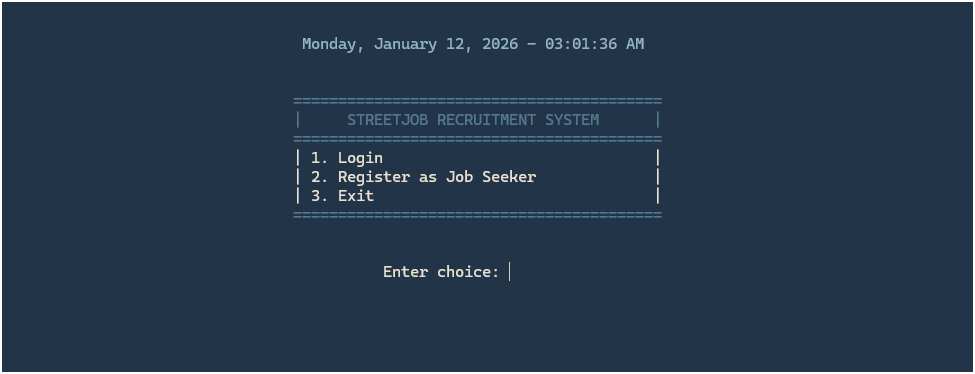 Monday, January 12, 2026 - 03:01:36 AM
=========================================
| STREETJOB RECRUITMENT SYSTEM |
=========================================
| 1. Login |
| 2. Register as Job Seeker |
| 3. Exit |
=========================================
Enter choice: